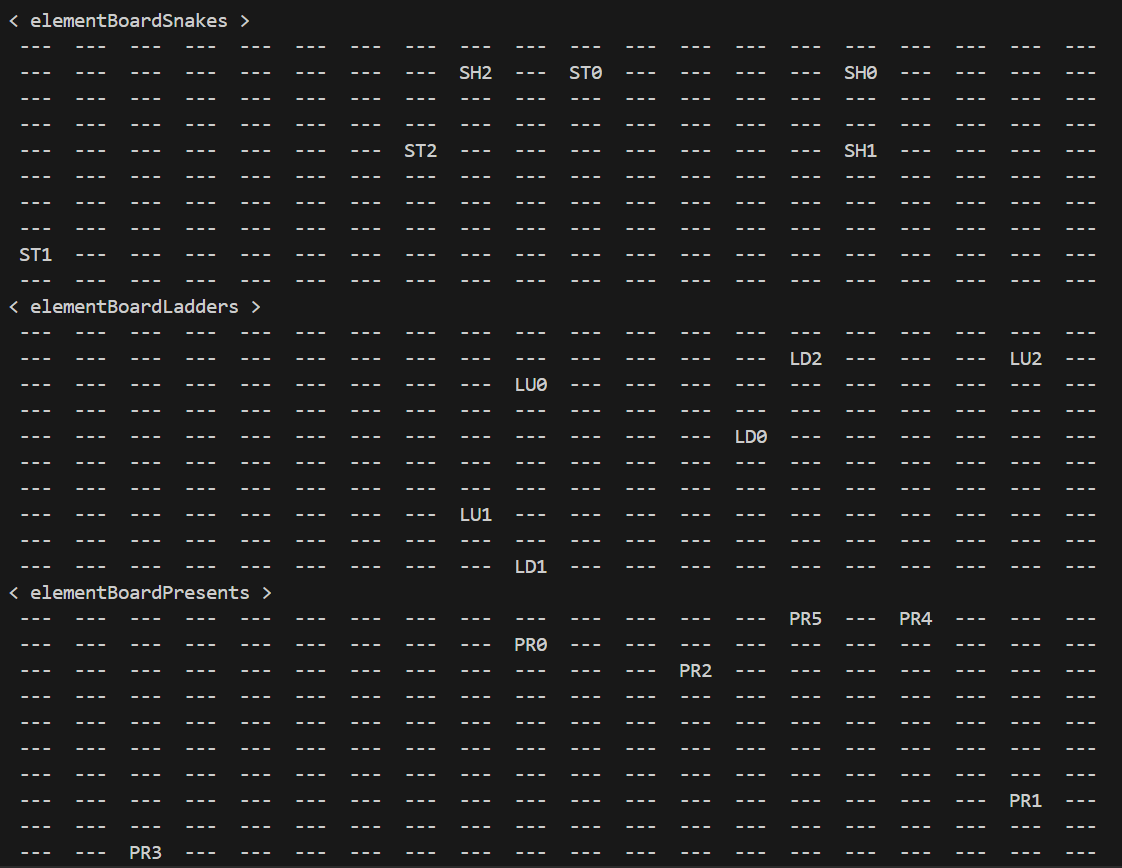 < elementBoardSnakes >
--- --- --- --- --- --- --- --- --- --- --- --- --- --- --- --- --- --- --- ---
--- --- --- --- --- --- --- --- SH2 --- ST0 --- --- --- --- SH0 --- --- --- ---
--- --- --- --- --- --- --- --- --- --- --- --- --- --- --- --- --- --- --- ---
--- --- --- --- --- --- --- --- --- --- --- --- --- --- --- --- --- --- --- ---
--- --- --- --- --- --- --- ST2 --- --- --- --- --- --- --- SH1 --- --- --- ---
--- --- --- --- --- --- --- --- --- --- --- --- --- --- --- --- --- --- --- ---
--- --- --- --- --- --- --- --- --- --- --- --- --- --- --- --- --- --- --- ---
--- --- --- --- --- --- --- --- --- --- --- --- --- --- --- --- --- --- --- ---
ST1 --- --- --- --- --- --- --- --- --- --- --- --- --- --- --- --- --- --- ---
--- --- --- --- --- --- --- --- --- --- --- --- --- --- --- --- --- --- --- ---
< elementBoardLadders >
--- --- --- --- --- --- --- --- --- --- --- --- --- --- --- --- --- --- --- ---
--- --- --- --- --- --- --- --- --- --- --- --- --- --- LD2 --- --- --- LU2 ---
--- --- --- --- --- --- --- --- --- LU0 --- --- --- --- --- --- --- --- --- ---
--- --- --- --- --- --- --- --- --- --- --- --- --- --- --- --- --- --- --- ---
--- --- --- --- --- --- --- --- --- --- --- --- --- LD0 --- --- --- --- --- ---
--- --- --- --- --- --- --- --- --- --- --- --- --- --- --- --- --- --- --- ---
--- --- --- --- --- --- --- --- --- --- --- --- --- --- --- --- --- --- --- ---
--- --- --- --- --- --- --- --- LU1 --- --- --- --- --- --- --- --- --- --- ---
--- --- --- --- --- --- --- --- --- --- --- --- --- --- --- --- --- --- --- ---
--- --- --- --- --- --- --- --- --- LD1 --- --- --- --- --- --- --- --- --- ---
< elementBoardPresents >
--- --- --- --- --- --- --- --- --- --- --- --- --- --- PR5 --- PR4 --- --- ---
--- --- --- --- --- --- --- --- --- PR0 --- --- --- --- --- --- --- --- --- ---
--- --- --- --- --- --- --- --- --- --- --- --- PR2 --- --- --- --- --- --- ---
--- --- --- --- --- --- --- --- --- --- --- --- --- --- --- --- --- --- --- ---
--- --- --- --- --- --- --- --- --- --- --- --- --- --- --- --- --- --- --- ---
--- --- --- --- --- --- --- --- --- --- --- --- --- --- --- --- --- --- --- ---
--- --- --- --- --- --- --- --- --- --- --- --- --- --- --- --- --- --- --- ---
--- --- --- --- --- --- --- --- --- --- --- --- --- --- --- --- --- --- PR1 ---
--- --- --- --- --- --- --- --- --- --- --- --- --- --- --- --- --- --- --- ---
--- --- PR3 --- --- --- --- --- --- --- --- --- --- --- --- --- --- --- --- ---